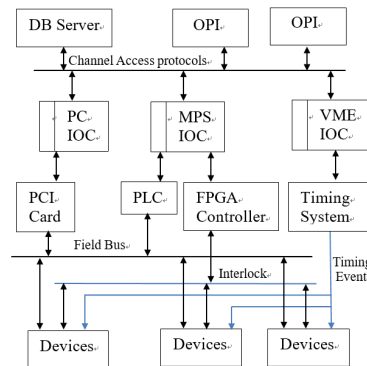 DB Server
OPI
OPI
Channel Access protocols
PC
IOC
MPS
IOC
VME
IOC
PCI
Card
PLC
FPGA
Controller
Timing
System
Field Bus
Interlock
Timing
Event
Devices
Devices
Devices